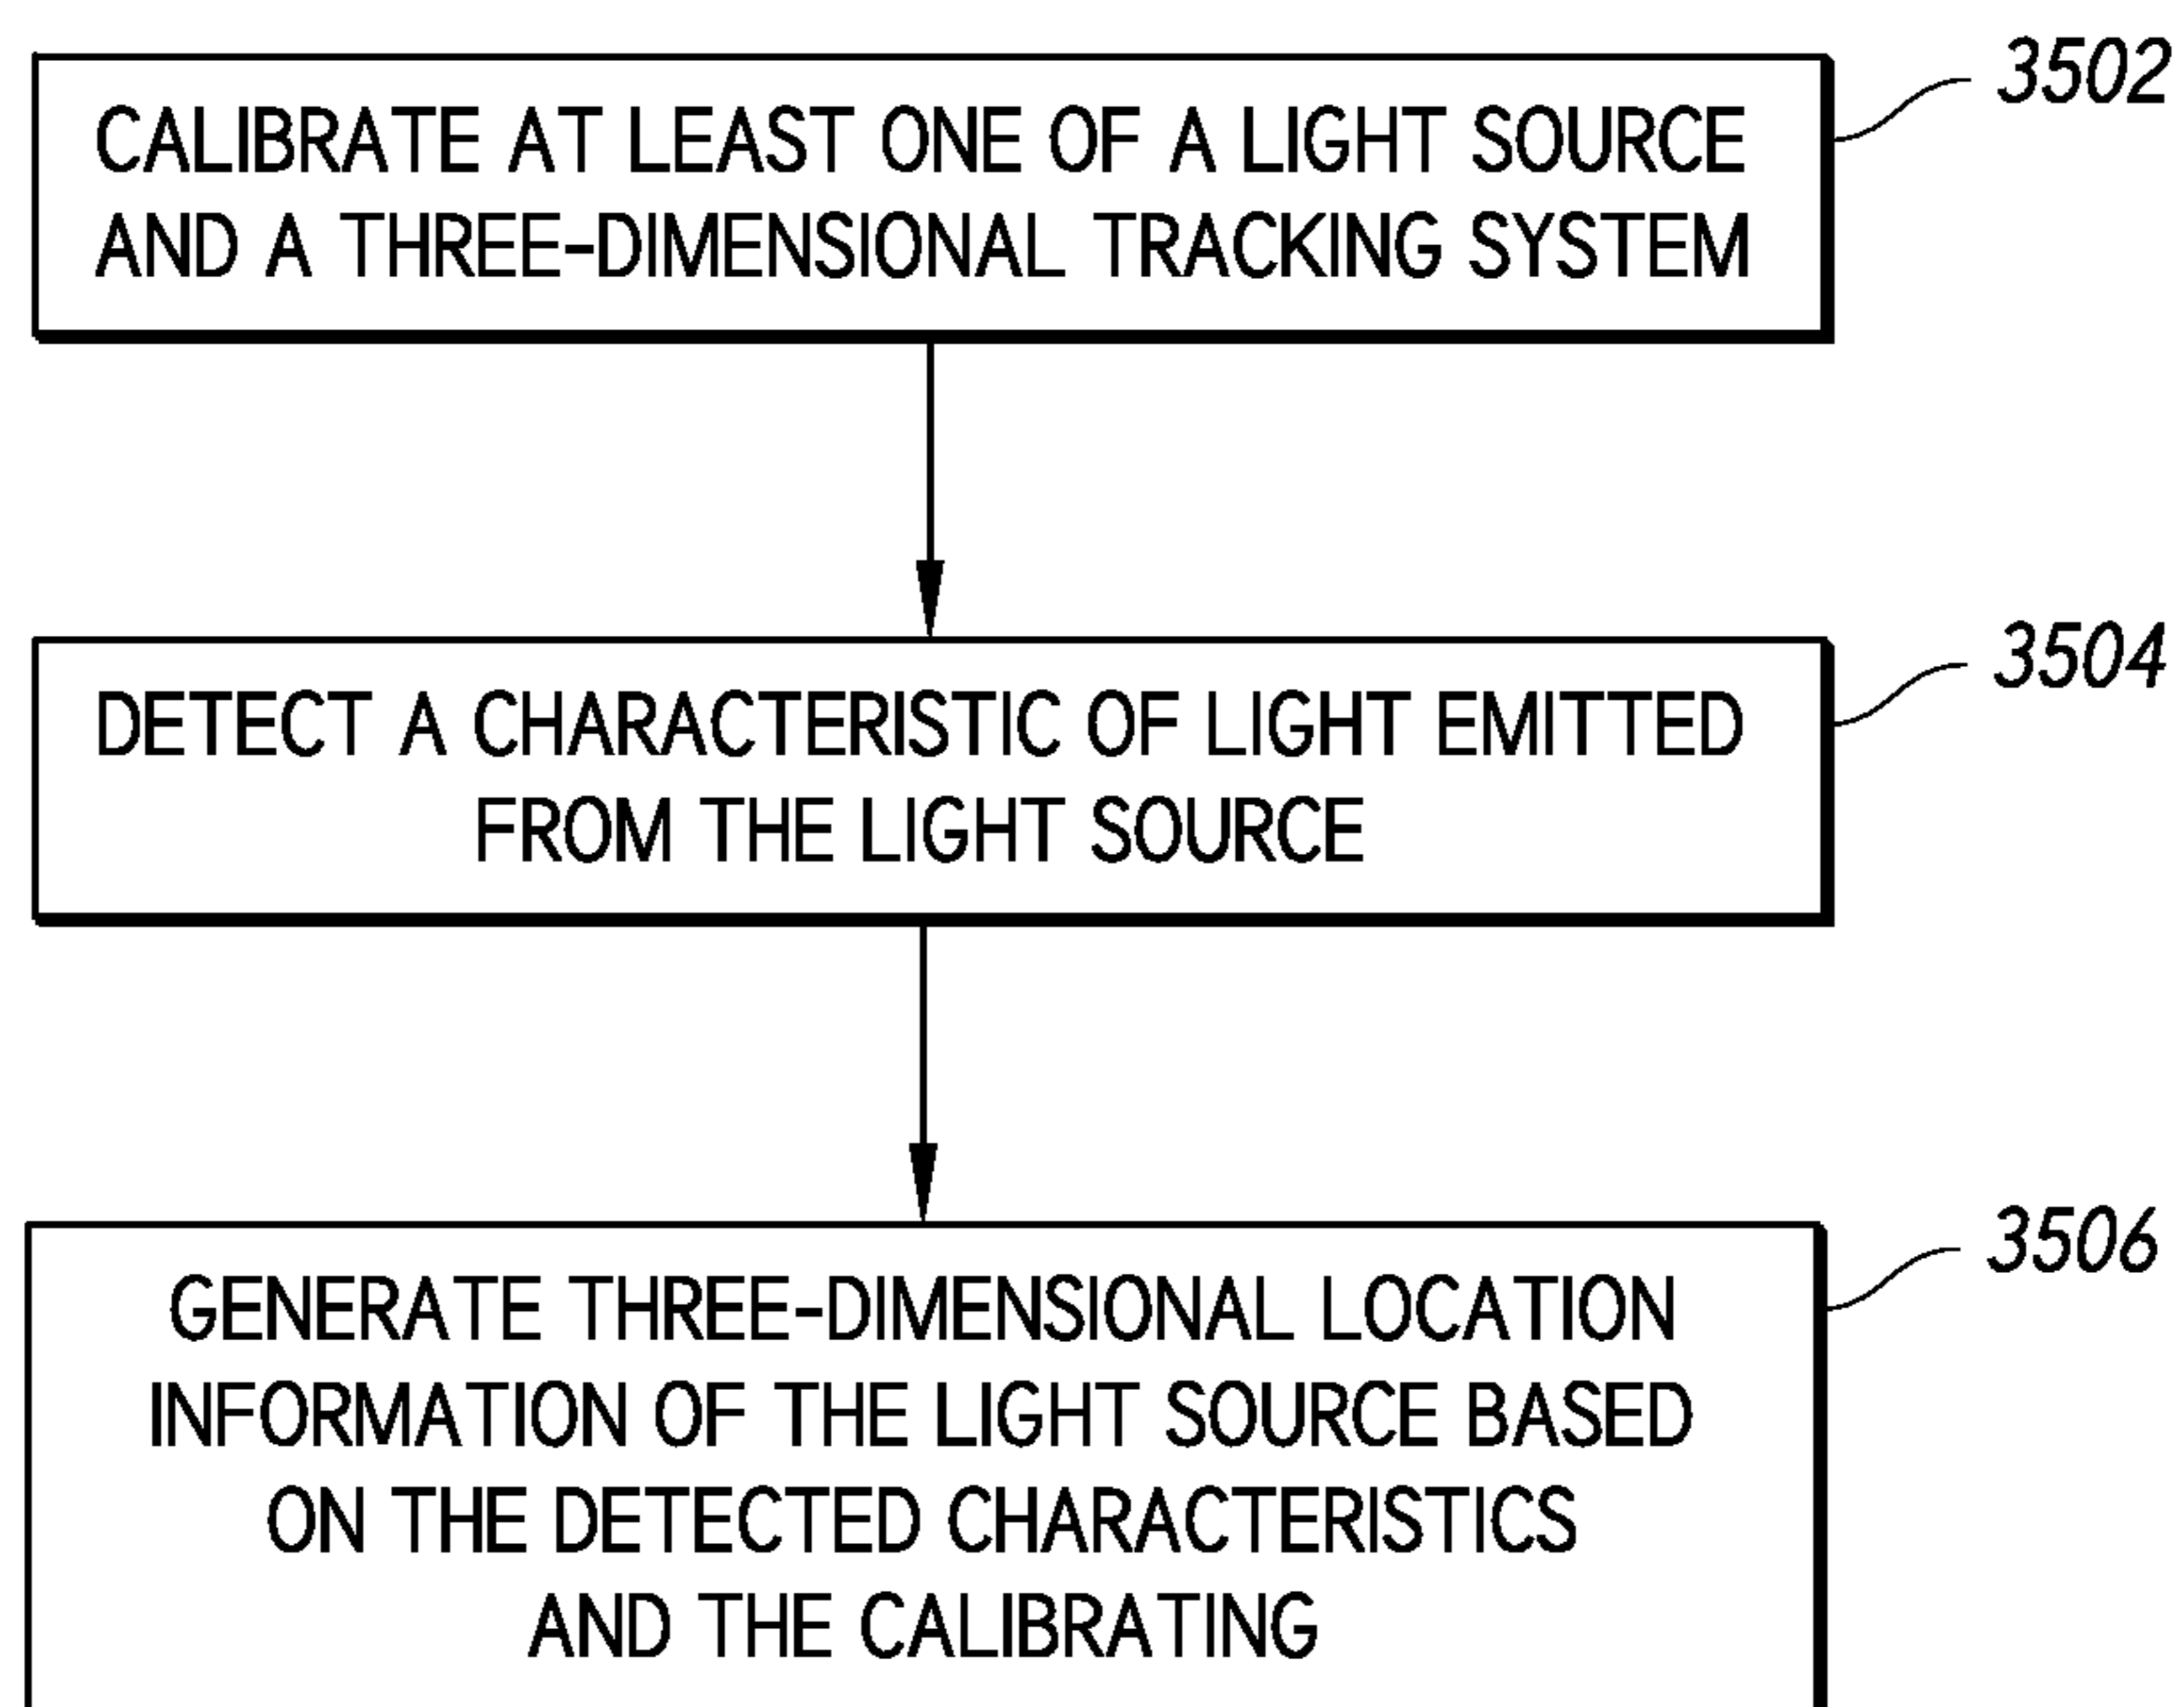 3502
CALIBRATE AT LEAST ONE OF A LIGHT SOURCE
AND A THREE-DIMENSIONAL TRACKING SYSTEM
3504
DETECT A CHARACTERISTIC OF LIGHT EMITTED
FROM THE LIGHT SOURCE
3506
GENERATE THREE-DIMENSIONAL LOCATION
INFORMATION OF THE LIGHT SOURCE BASED
ON THE DETECTED CHARACTERISTICS
AND THE CALIBRATING